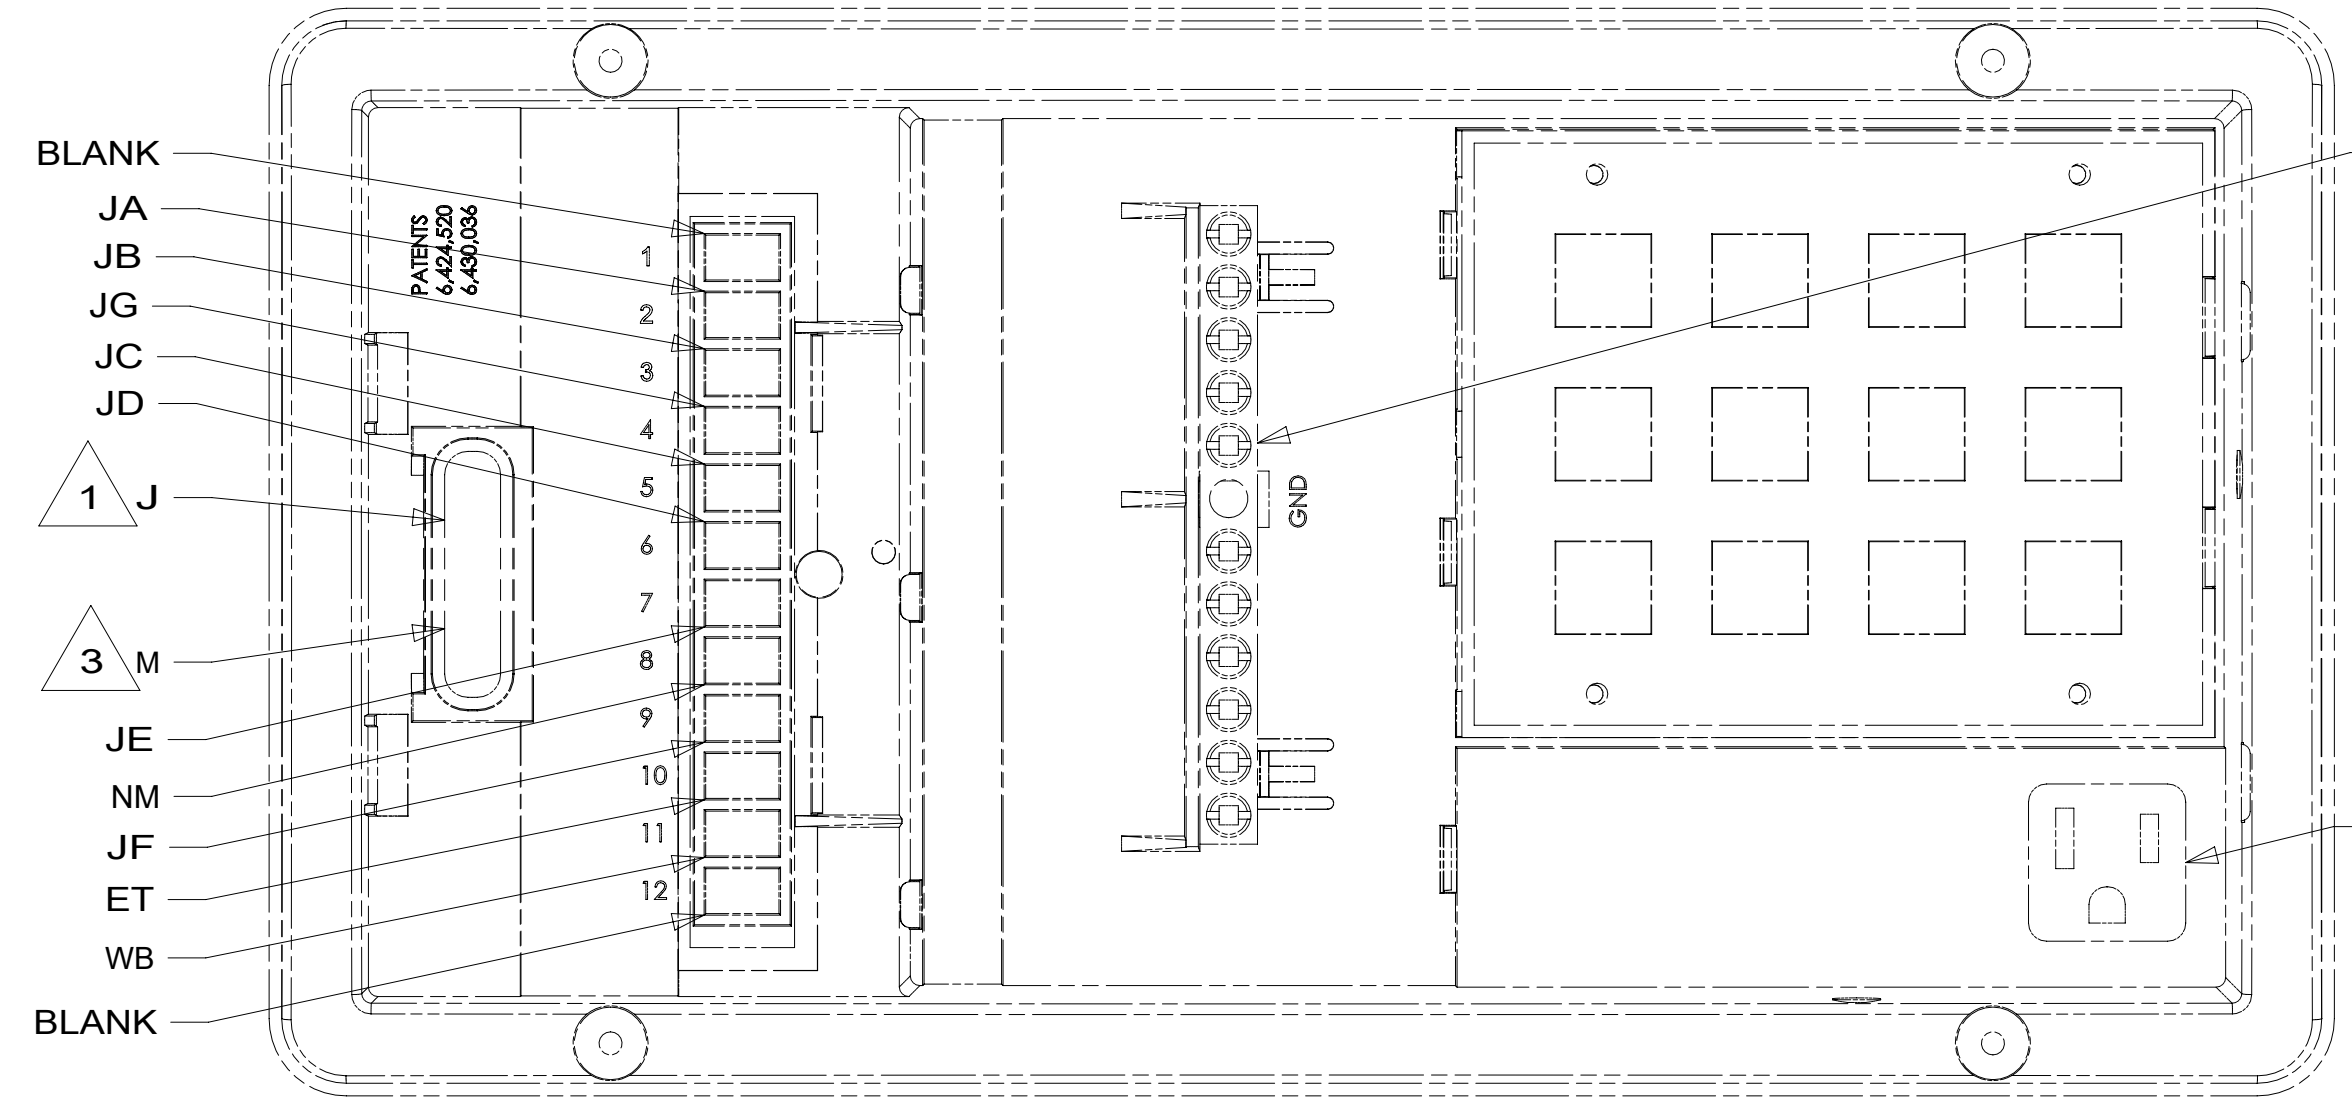 BLANK
JA
JB
JG
JC
JD
1 J
3 M
JE
NM
JF
ET
WB
BLANK
PATENTS
6,424,520
6,430,036
1
2
3
4
5
6
7
8
9
10
11
12
GND